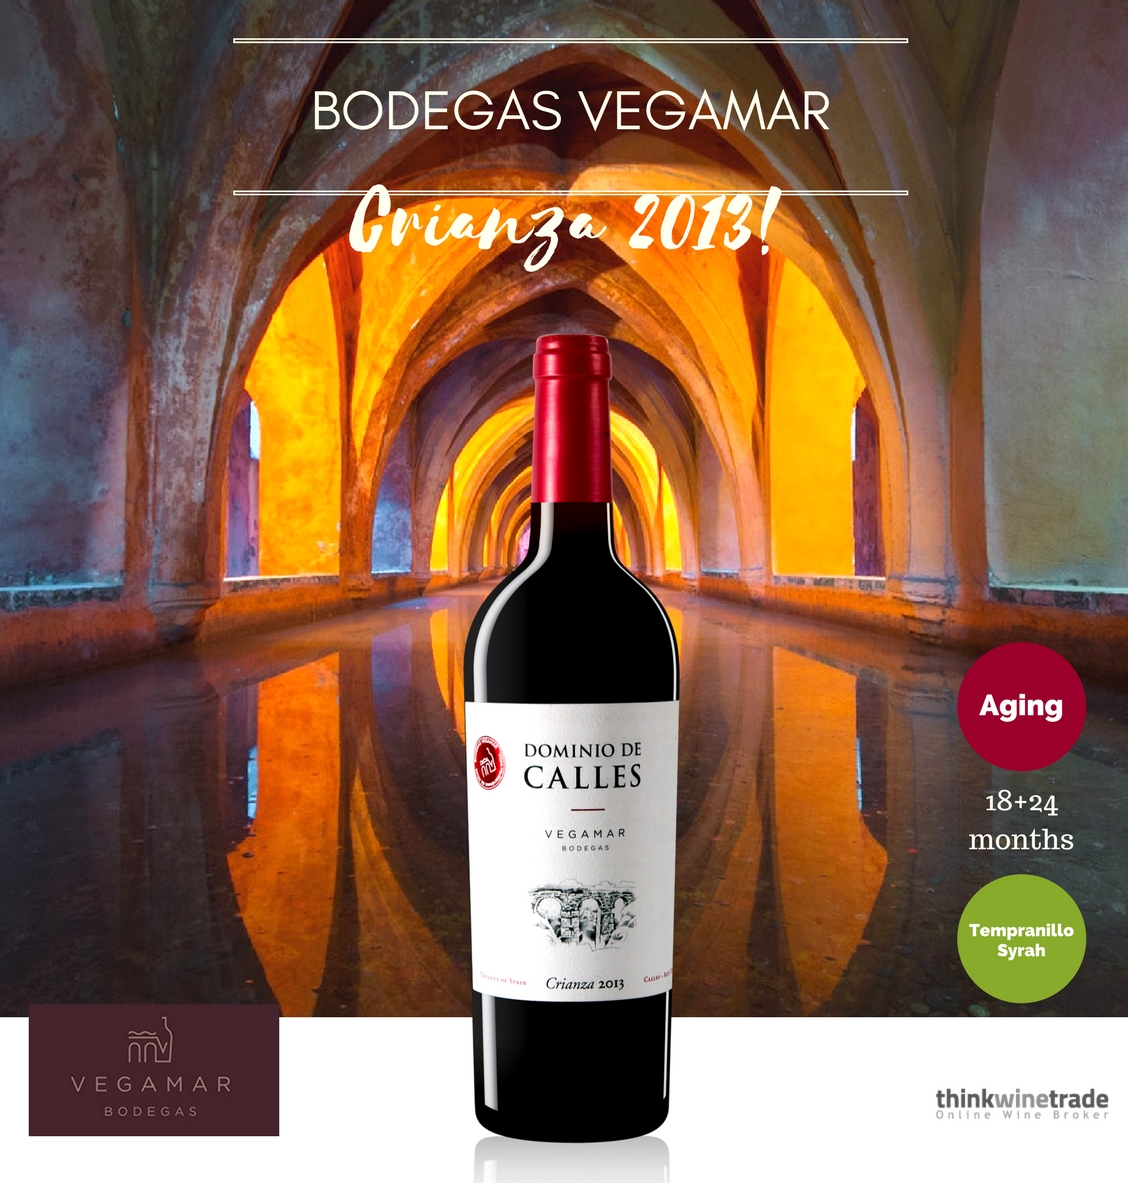 BODEGAS VEGAMAR
Crianza 2013!
DOMINIO DE
CALLES
VEGAMAR
BODEGAS
Crianza 2013
Aging
18+24
months
Tempranillo
Syrah
VEGAMAR
BODEGAS
thinkwinetrade
Online Wine Broker